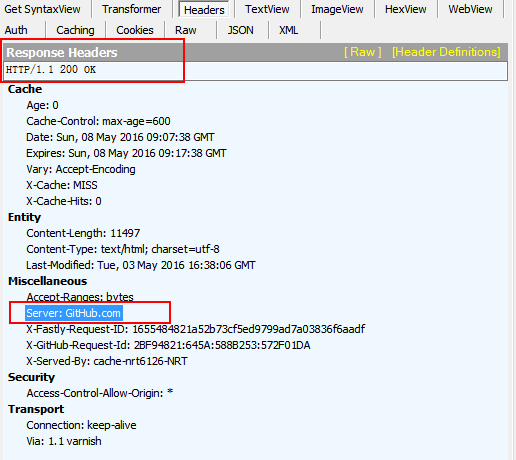 Get SyntaxView Transformer Headers TextView ImageView HexView WebView
Auth Caching Cookies Raw JSON XML
Response Headers [ Raw ] [Header Definitions]
HTTP/1.1 200 OK
Cache
Age: 0
Cache-Control: max-age=600
Date: Sun, 08 May 2016 09:07:38 GMT
Expires: Sun, 08 May 2016 09:17:38 GMT
Vary: Accept-Encoding
X-Cache: MISS
X-Cache-Hits: 0
Entity
Content-Length: 11497
Content-Type: text/html; charset=utf-8
Last-Modified: Tue, 03 May 2016 16:38:06 GMT
Miscellaneous
Accept-Ranges: bytes
Server: GitHub.com
X-Fastly-Request-ID: 1655484821a52b73cf5ed9799ad7a03836f6aadf
X-GitHub-Request-Id: 2BF94821:645A:588B253:572F01DA
X-Served-By: cache-nrt6126-NRT
Security
Access-Control-Allow-Origin: *
Transport
Connection: keep-alive
Via: 1.1 varnish